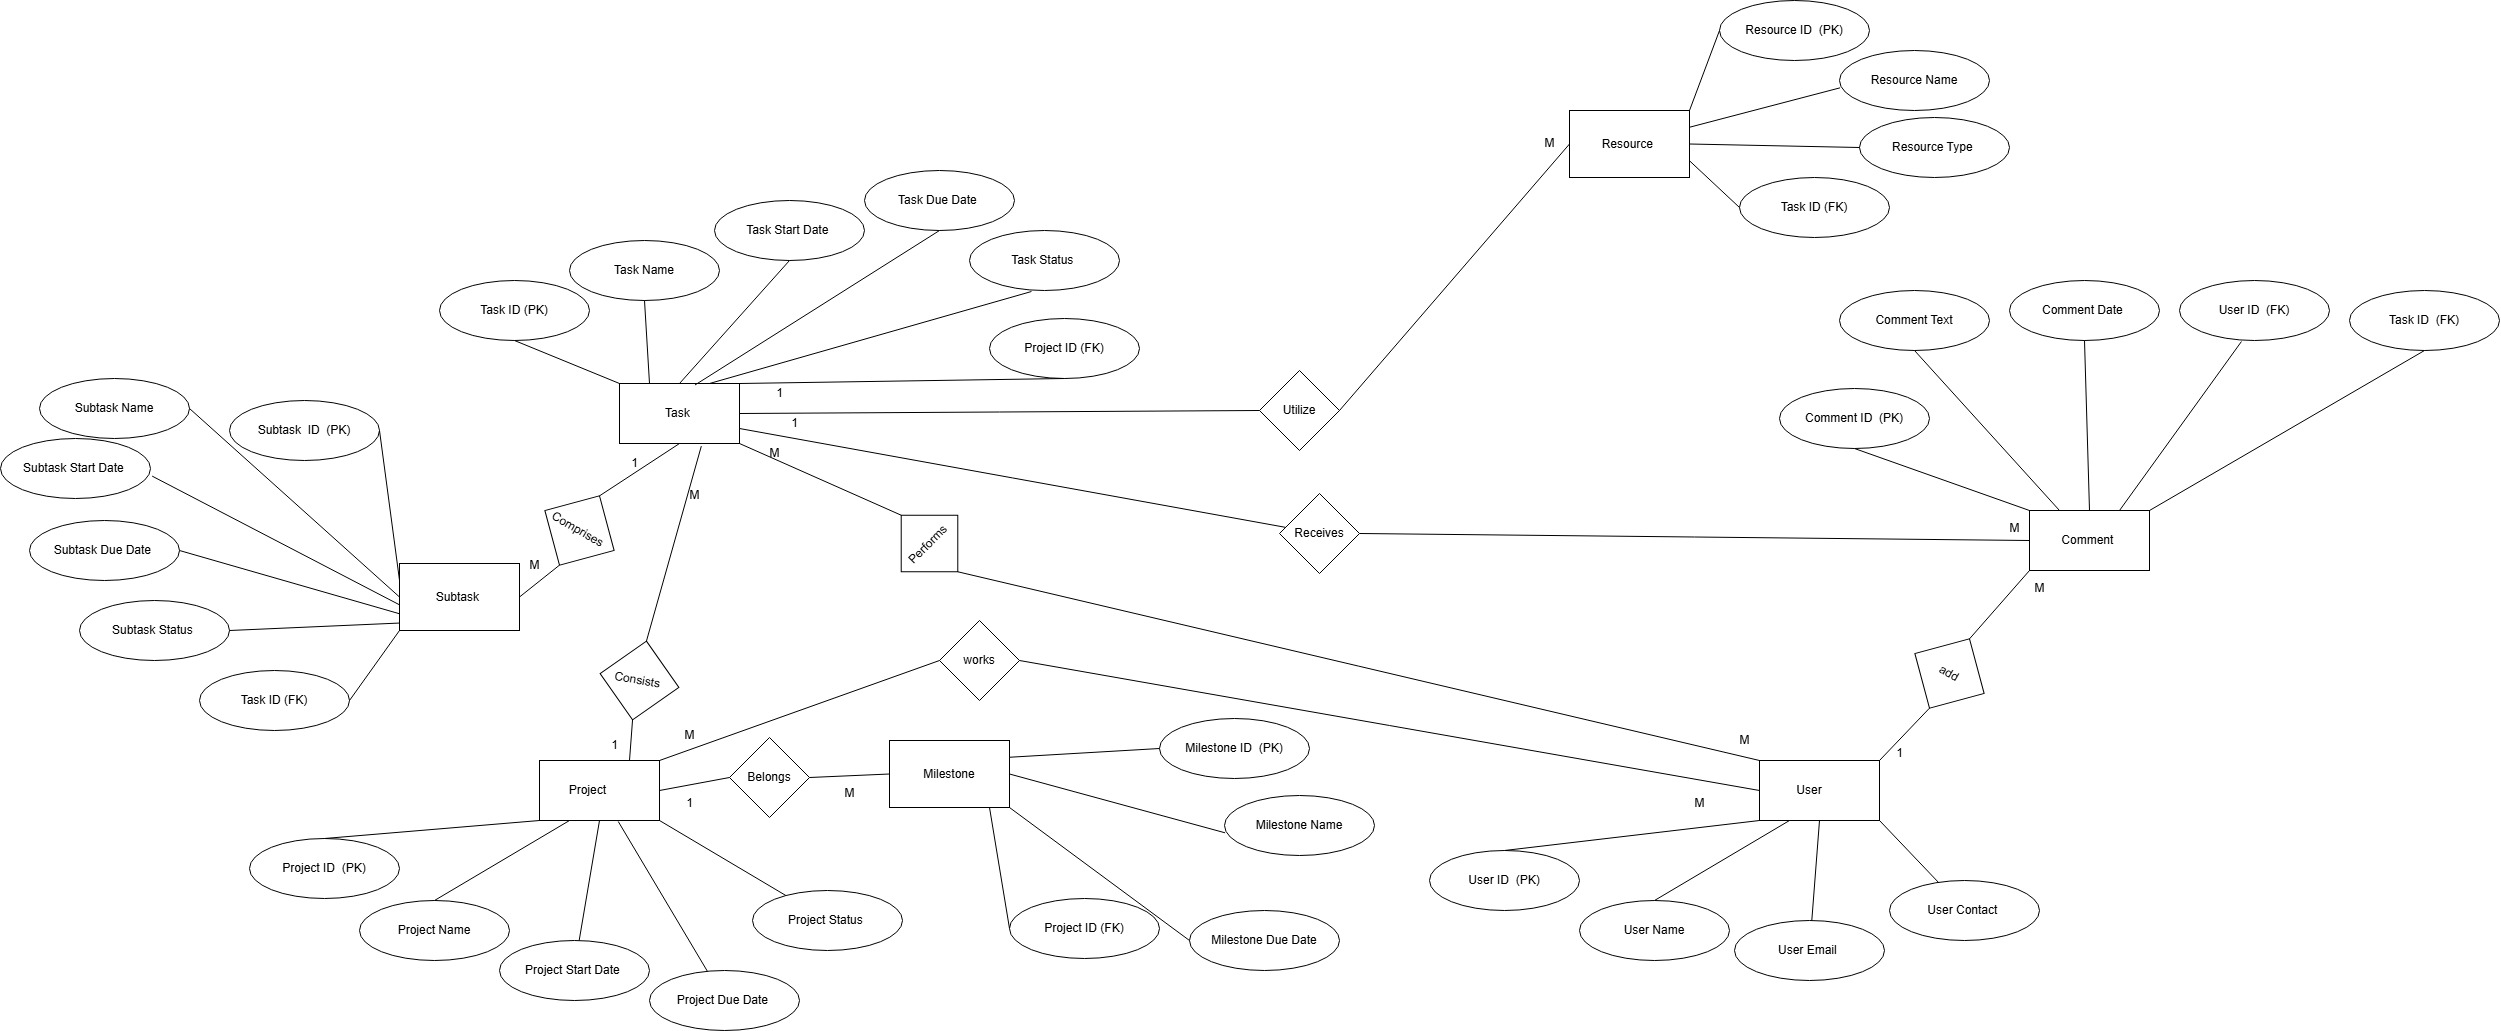 Resource ID (PK)
Resource Name
M
Resource
Resource Type
Task Due Date
Task ID (FK)
Task Start Date
Task Status
Task Name
Task ID (PK)
Comment Date
User ID (FK)
Comment Text
Task ID (FK)
Project ID (FK)
1
Subtask Name
Utilize
Task
Comment ID (PK)
1
Subtask ID (PK)
M
1
Subtask Start Date
M
Comprises
M
Receives
Comment
Performs
Subtask Due Date
M
M
Subtask
Subtask Status
works
add
Consists
Task ID (FK)
M
M
1
1
Belongs
Milestone
Milestone ID (PK)
Project
M
User
1
M
Milestone Name
Project ID (PK)
User ID (PK)
User Contact
Project Status
Project Name
Project ID (FK)
Milestone Due Date
User Name
User Email
Project Start Date
Project Due Date